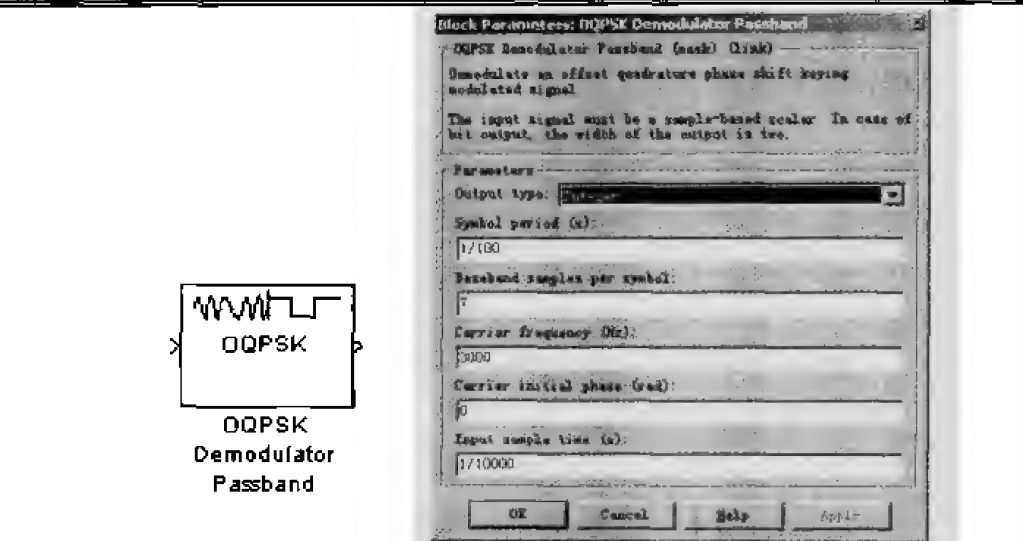 Block Parameters: OQPSK Demodulator Passband
OQPSK Demodulator Passband (mask) (link)
Demodulate an offset quadrature phase shift keying
modulated signal
The input signal must be a sample-based scalar In case of
bit output, the width of the output is two.
Parameters
Output type: Integer
Symbol period (s):
1/100
Baseband samples per symbol:
Carrier frequency (Hz):
3000
Carrier initial phase (rad):
0
Input sample time (s):
1/10000
OK Cancel Help Apply
OQPSK
OQPSK
Demodulator
Passband